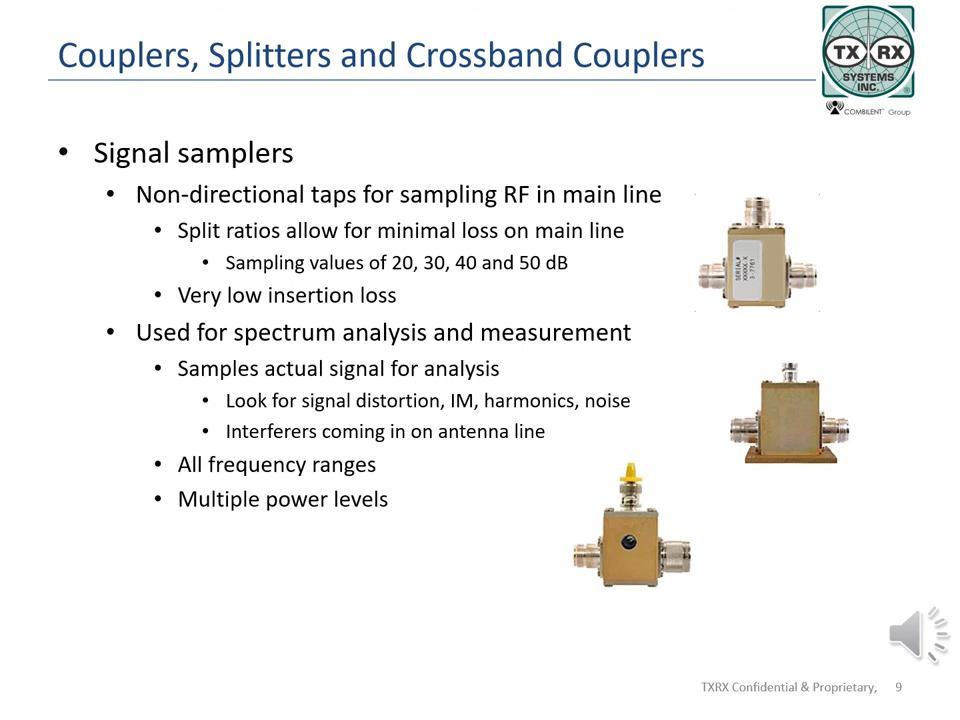 Couplers, Splitters and Crossband Couplers
TX RX
SYSTEMS
INC.
COMBILENT Group
• Signal samplers
• Non-directional taps for sampling RF in main line
• Split ratios allow for minimal loss on main line
• Sampling values of 20, 30, 40 and 50 dB
• Very low insertion loss
• Used for spectrum analysis and measurement
• Samples actual signal for analysis
• Look for signal distortion, IM, harmonics, noise
• Interferers coming in on antenna line
• All frequency ranges
• Multiple power levels
SERIAL#
XXXXX-X
3-7761
TXRX Confidential & Proprietary, 9